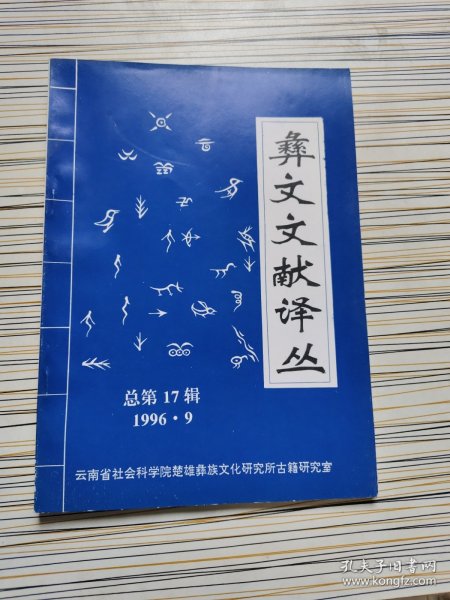 彝文文献译丛
总第17辑
1996·9
云南省社会科学院楚雄彝族文化研究所古籍研究室
孔夫子旧书网
www.kongfz.com